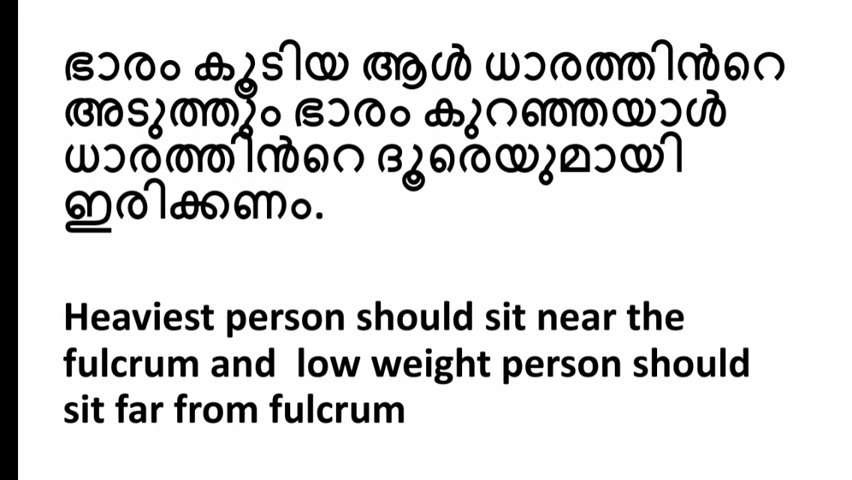 ഭാരം കൂടിയ ആൾ ധാരത്തിൻറെ
അടുത്തും ഭാരം കുറഞ്ഞയാൾ
ധാരത്തിൻറെ ദൂരെയുമായി
ഇരിക്കണം.
Heaviest person should sit near the
fulcrum and  low weight person should
sit far from fulcrum